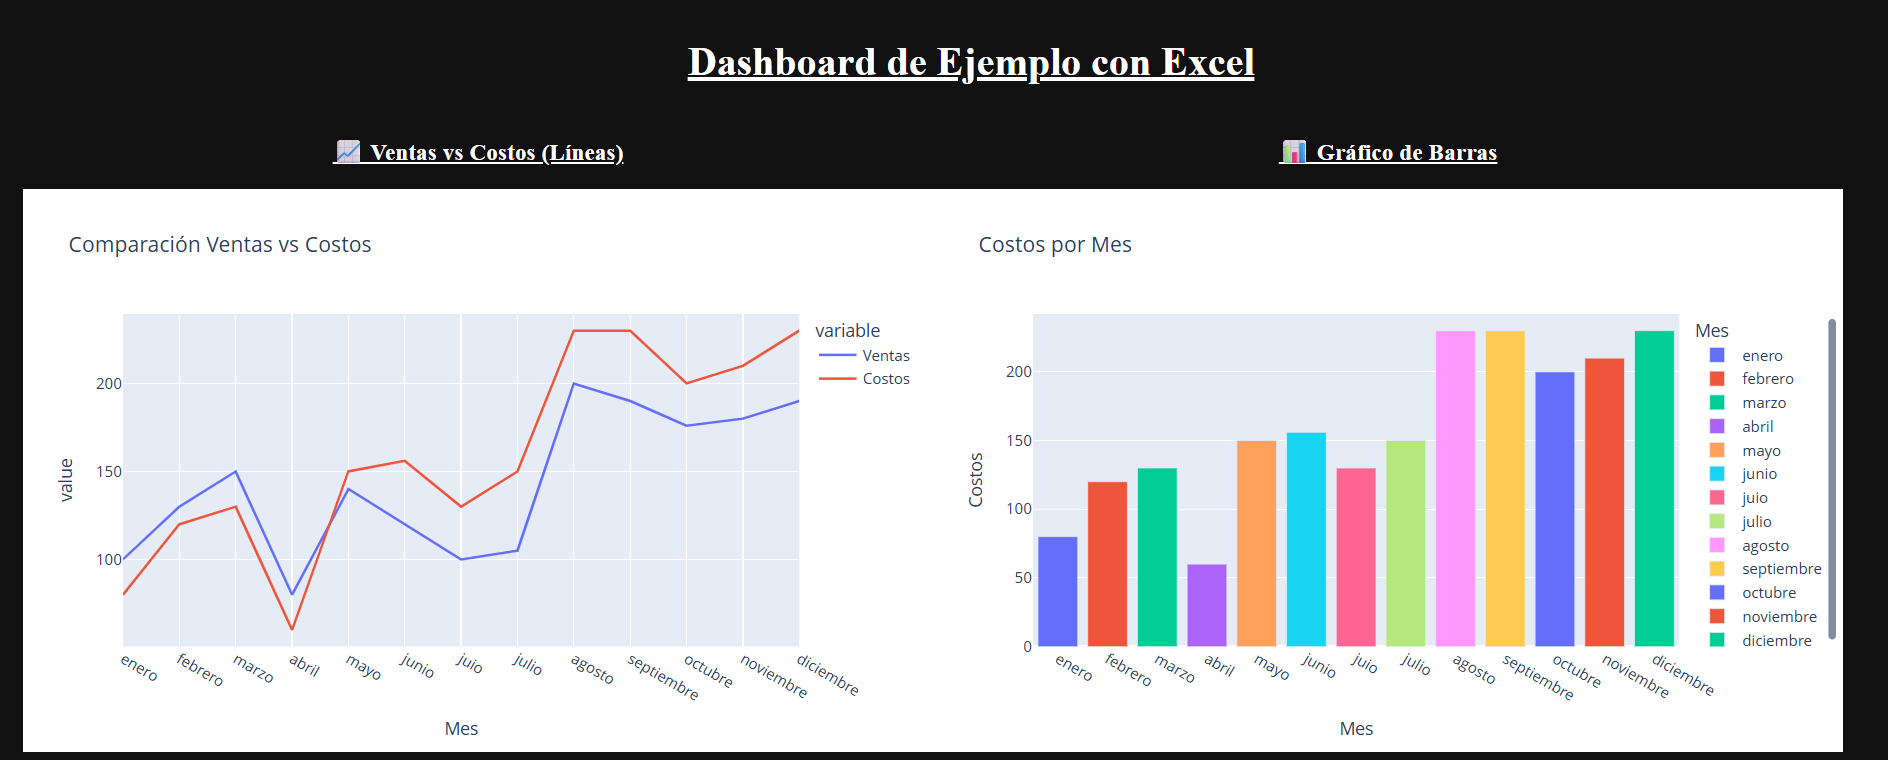 Dashboard de Ejemplo con Excel
📈 Ventas vs Costos (Líneas)
📊 Gráfico de Barras
Comparación Ventas vs Costos
value
200
150
100
enero
febrero
marzo
abril
mayo
junio
juio
julio
agosto
septiembre
octubre
noviembre
diciembre
Mes
variable
Ventas
Costos
Costos por Mes
Costos
200
150
100
50
0
enero
febrero
marzo
abril
mayo
junio
juio
julio
agosto
septiembre
octubre
noviembre
diciembre
Mes
Mes
enero
febrero
marzo
abril
mayo
junio
juio
julio
agosto
septiembre
octubre
noviembre
diciembre